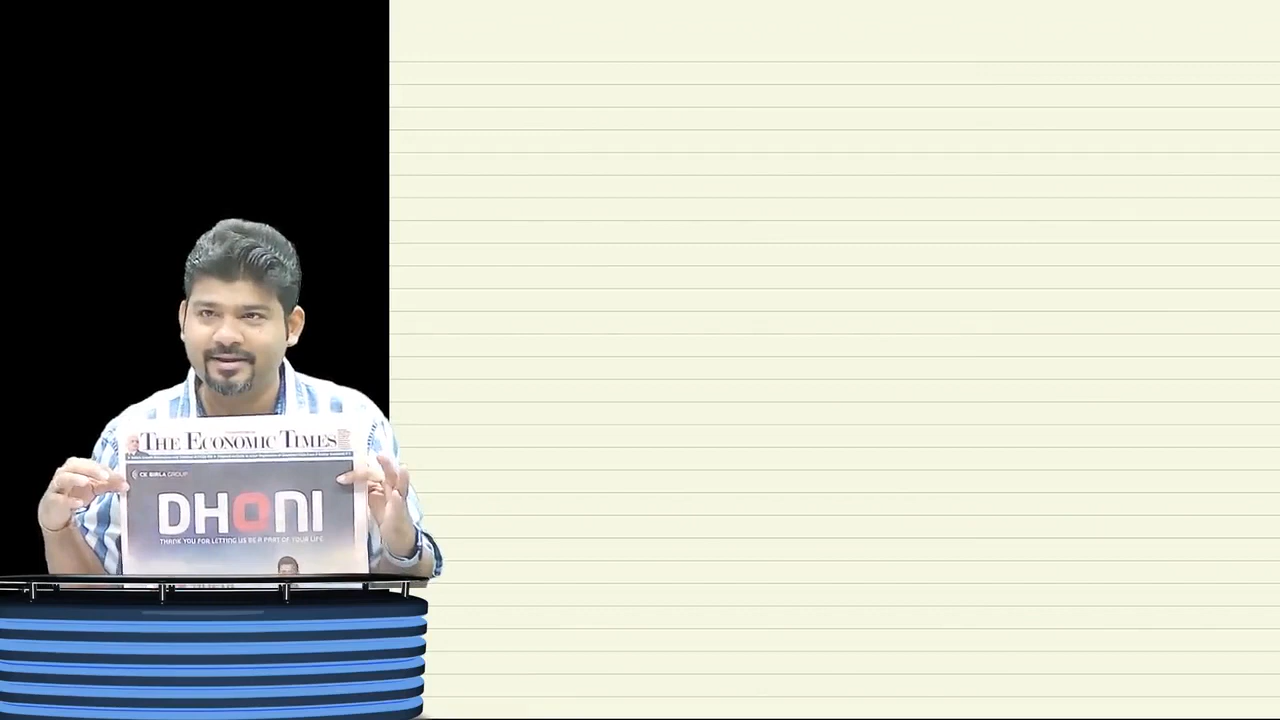 THE ECONOMIC TIMES
CK BIRLA GROUP
DHONI
THANK YOU FOR LETTING US BE A PART OF YOUR LIFE